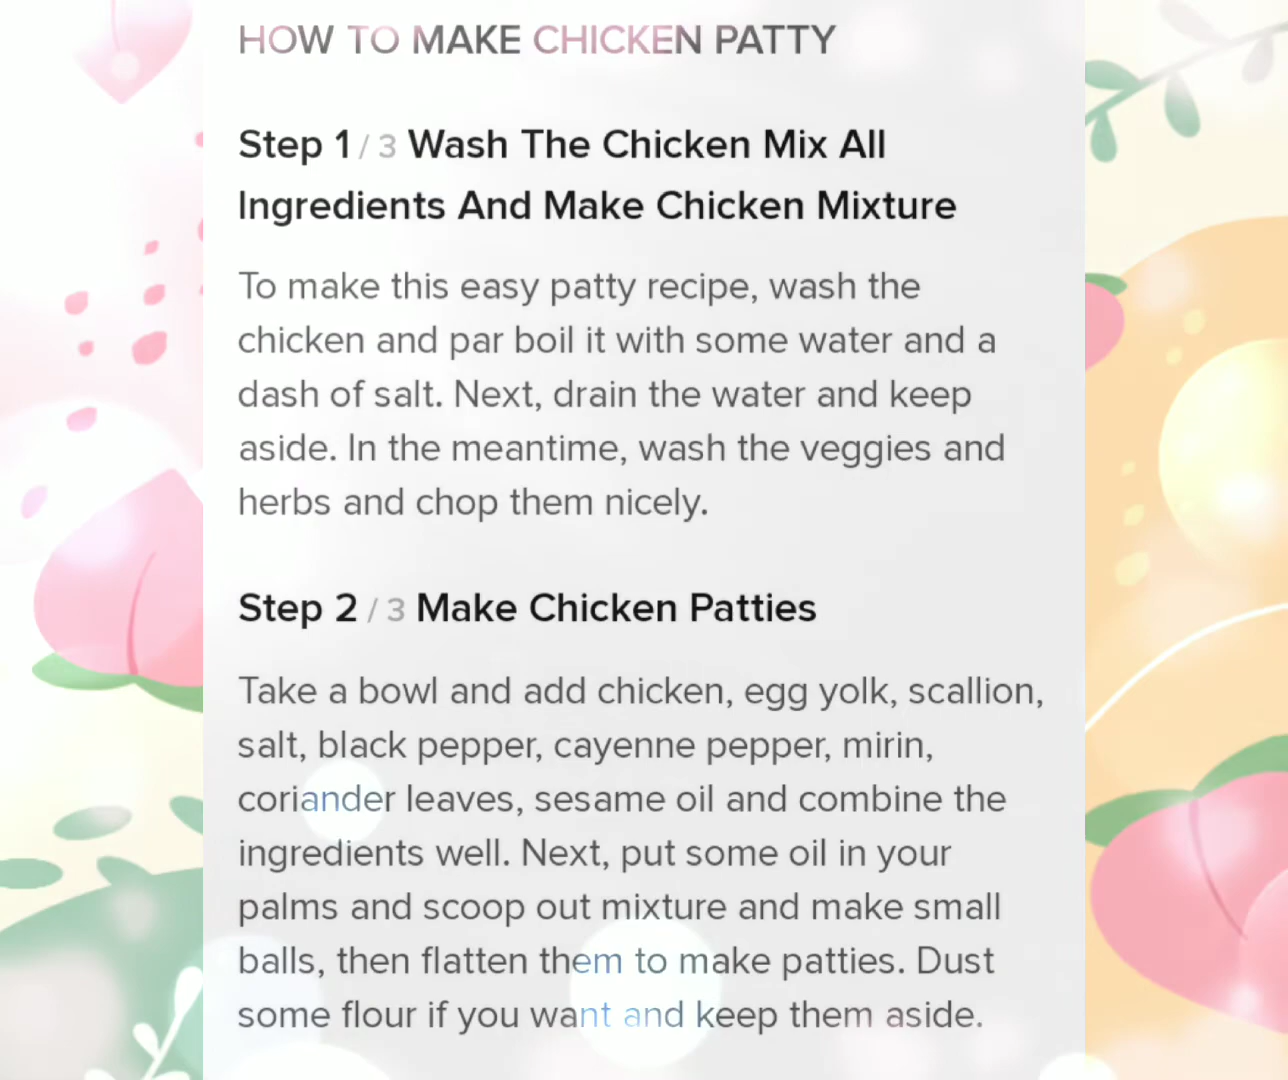 HOW TO MAKE CHICKEN PATTY
Step 1 / 3 Wash The Chicken Mix All
Ingredients And Make Chicken Mixture
To make this easy patty recipe, wash the
chicken and par boil it with some water and a
dash of salt. Next, drain the water and keep
aside. In the meantime, wash the veggies and
herbs and chop them nicely.
Step 2 / 3 Make Chicken Patties
Take a bowl and add chicken, egg yolk, scallion,
salt, black pepper, cayenne pepper, mirin,
coriander leaves, sesame oil and combine the
ingredients well. Next, put some oil in your
palms and scoop out mixture and make small
balls, then flatten them to make patties. Dust
some flour if you want and keep them aside.